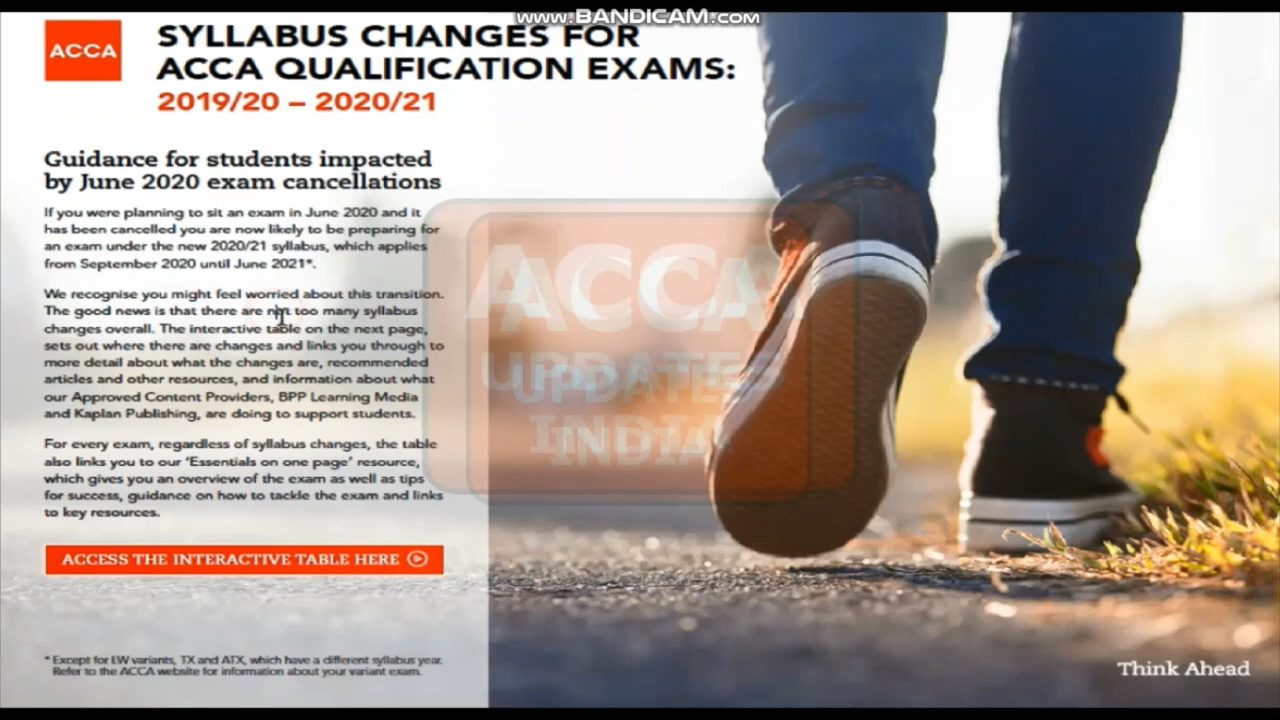 www.BANDICAM.com
ACCA
SYLLABUS CHANGES FOR
ACCA QUALIFICATION EXAMS:
2019/20 – 2020/21
Guidance for students impacted
by June 2020 exam cancellations
If you were planning to sit an exam in June 2020 and it
has been cancelled you are now likely to be preparing for
an exam under the new 2020/21 syllabus, which applies
from September 2020 until June 2021*.
We recognise you might feel worried about this transition.
The good news is that there are not too many syllabus
changes overall. The interactive table on the next page,
sets out where there are changes and links you through to
more detail about what the changes are, recommended
articles and other resources, and information about what
our Approved Content Providers, BPP Learning Media
and Kaplan Publishing, are doing to support students.
For every exam, regardless of syllabus changes, the table
also links you to our ‘Essentials on one page’ resource,
which gives you an overview of the exam as well as tips
for success, guidance on how to tackle the exam and links
to key resources.
ACCESS THE INTERACTIVE TABLE HERE
* Except for LW variants, TX and ATX, which have a different syllabus year.
Refer to the ACCA website for information about your variant exam.
ACCA
UPDATES
INDIA
Think Ahead